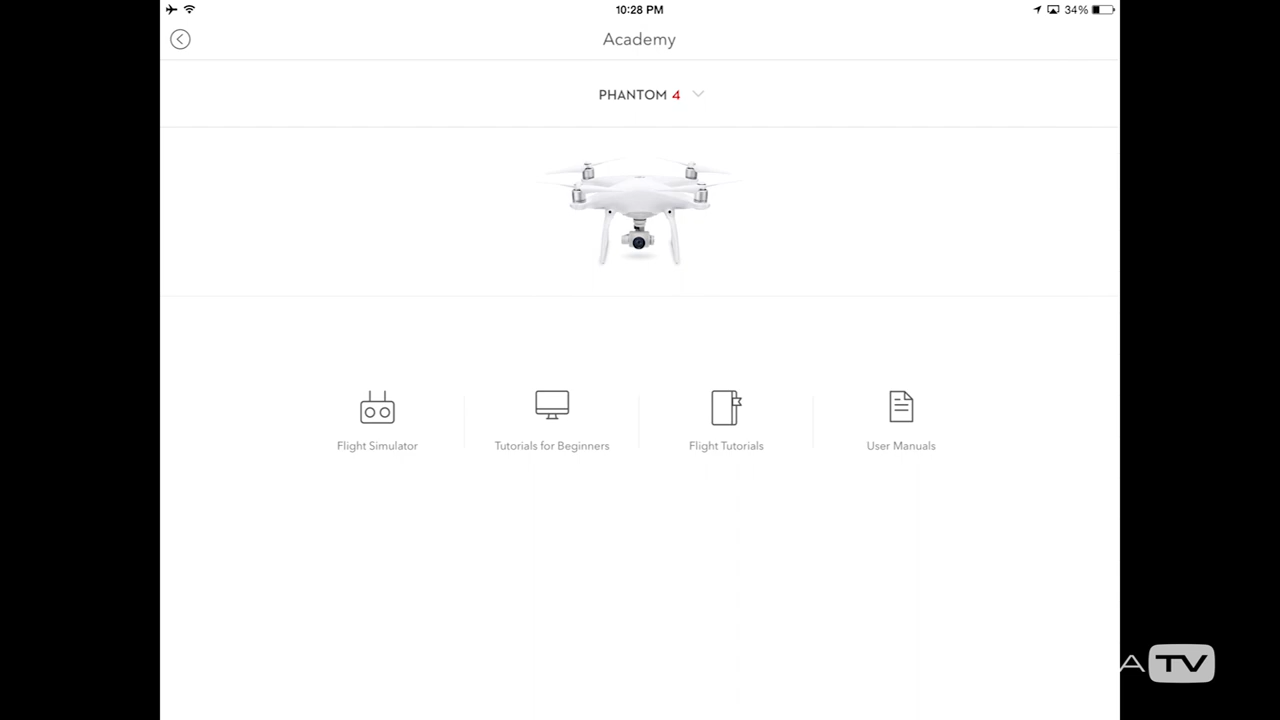 10:28 PM
34%
Academy
PHANTOM 4
Flight Simulator
Tutorials for Beginners
Flight Tutorials
User Manuals
A TV